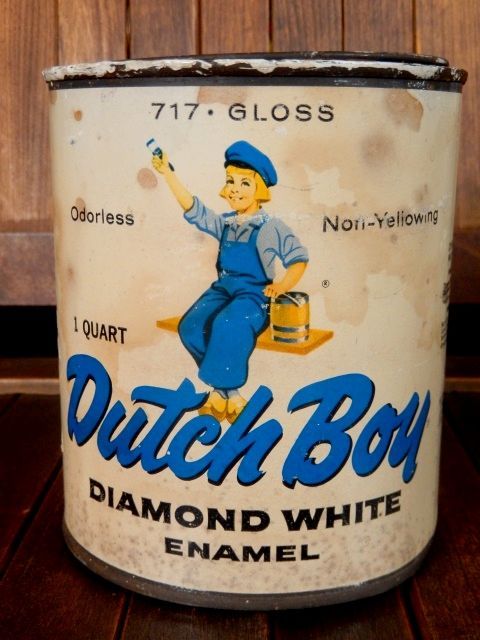 717 • GLOSS
Odorless
Non-Yellowing
®
1 QUART
Dutch Boy
DIAMOND WHITE
ENAMEL